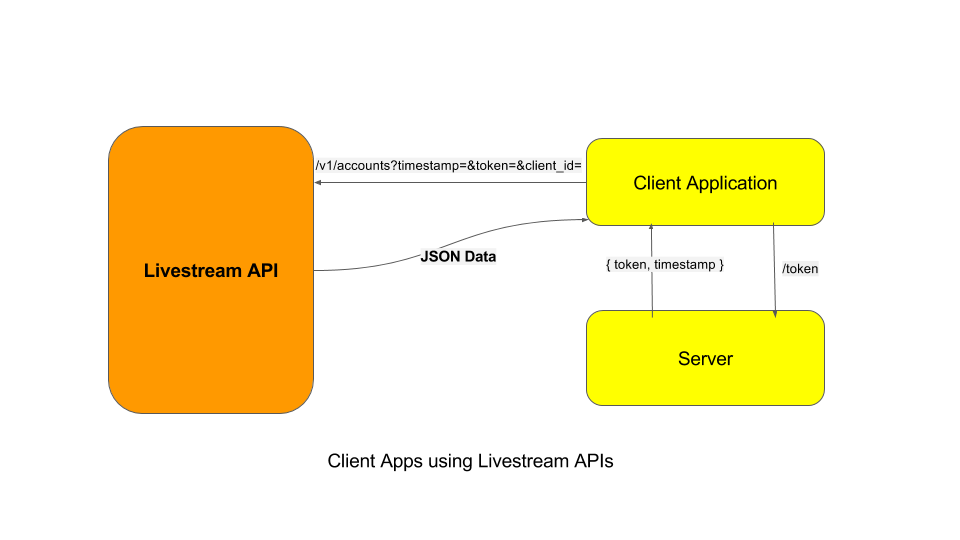 /v1/accounts?timestamp=&token=&client_id=
Client Application
Livestream API
JSON Data
{ token, timestamp }
/token
Server
Client Apps using Livestream APIs